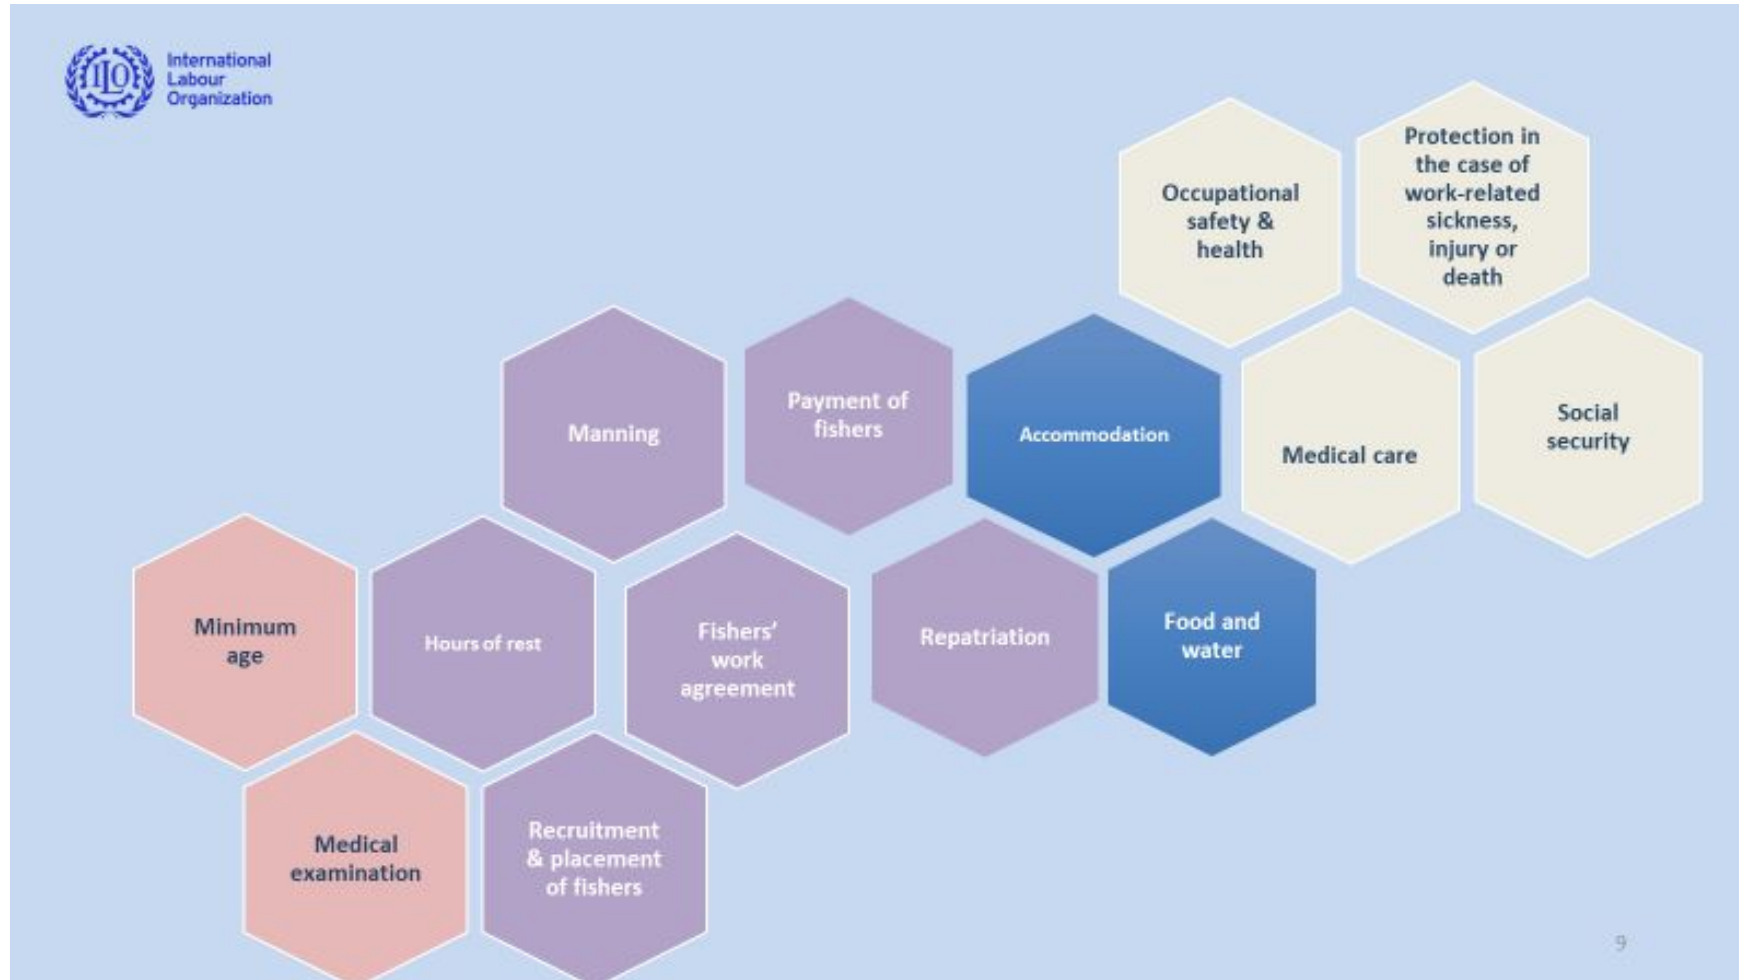 International
Labour
Organization
Occupational
safety &
health
Protection in
the case of
work-related
sickness,
injury or
death
Manning
Payment of
fishers
Accommodation
Medical care
Social
security
Minimum
age
Hours of rest
Fishers’
work
agreement
Repatriation
Food and
water
Medical
examination
Recruitment
& placement
of fishers
9